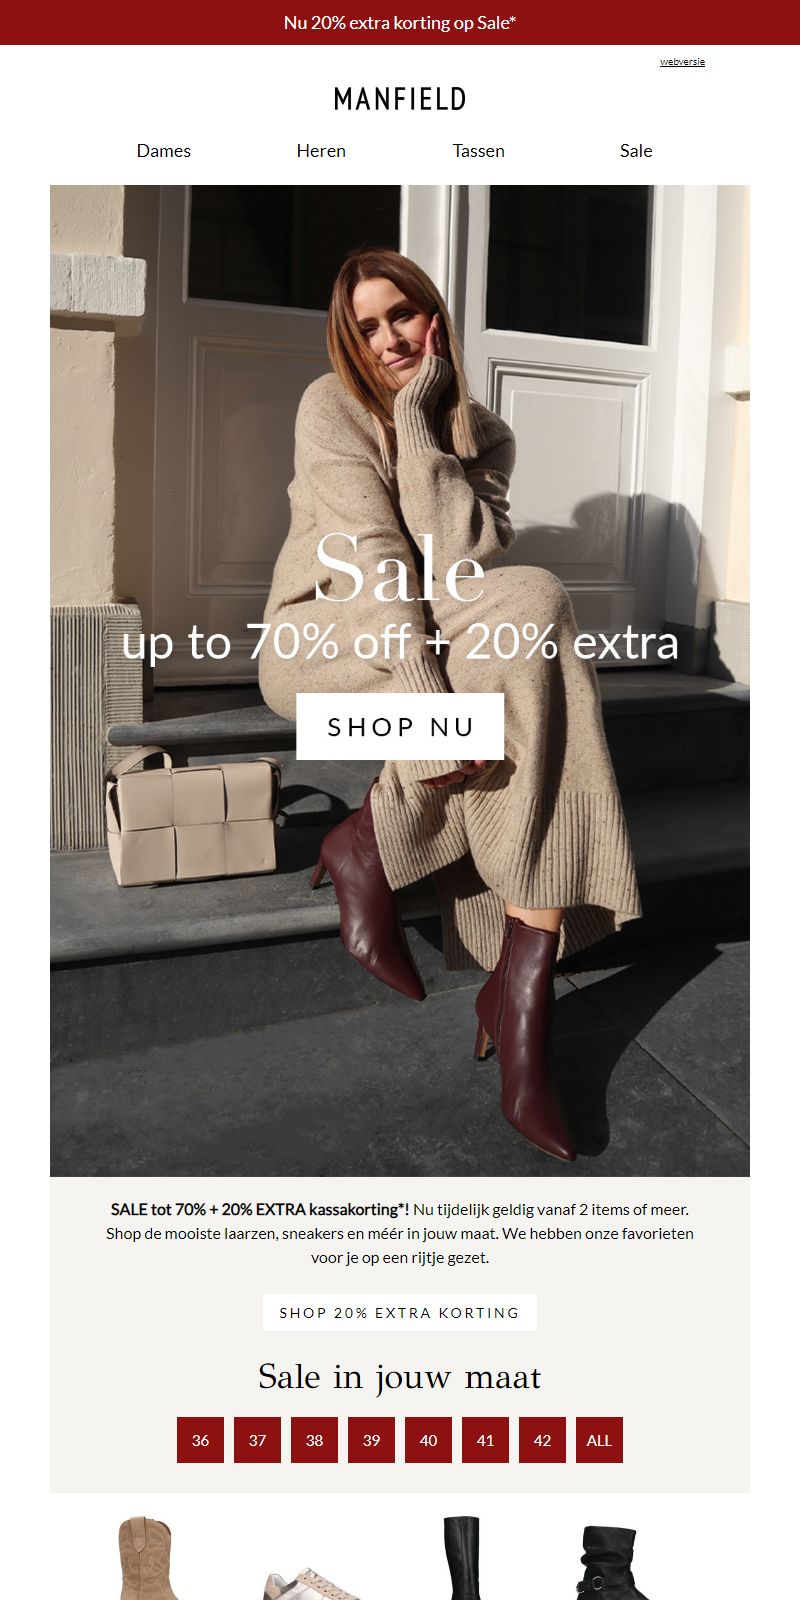 Nu 20% extra korting op Sale*
webversie
MANFIELD
Dames Heren Tassen Sale
Sale
up to 70% off + 20% extra
SHOP NU
SALE tot 70% + 20% EXTRA kassakorting*! Nu tijdelijk geldig vanaf 2 items of meer.
Shop de mooiste laarzen, sneakers en méér in jouw maat. We hebben onze favorieten
voor je op een rijtje gezet.
SHOP 20% EXTRA KORTING
Sale in jouw maat
36 37 38 39 40 41 42 ALL